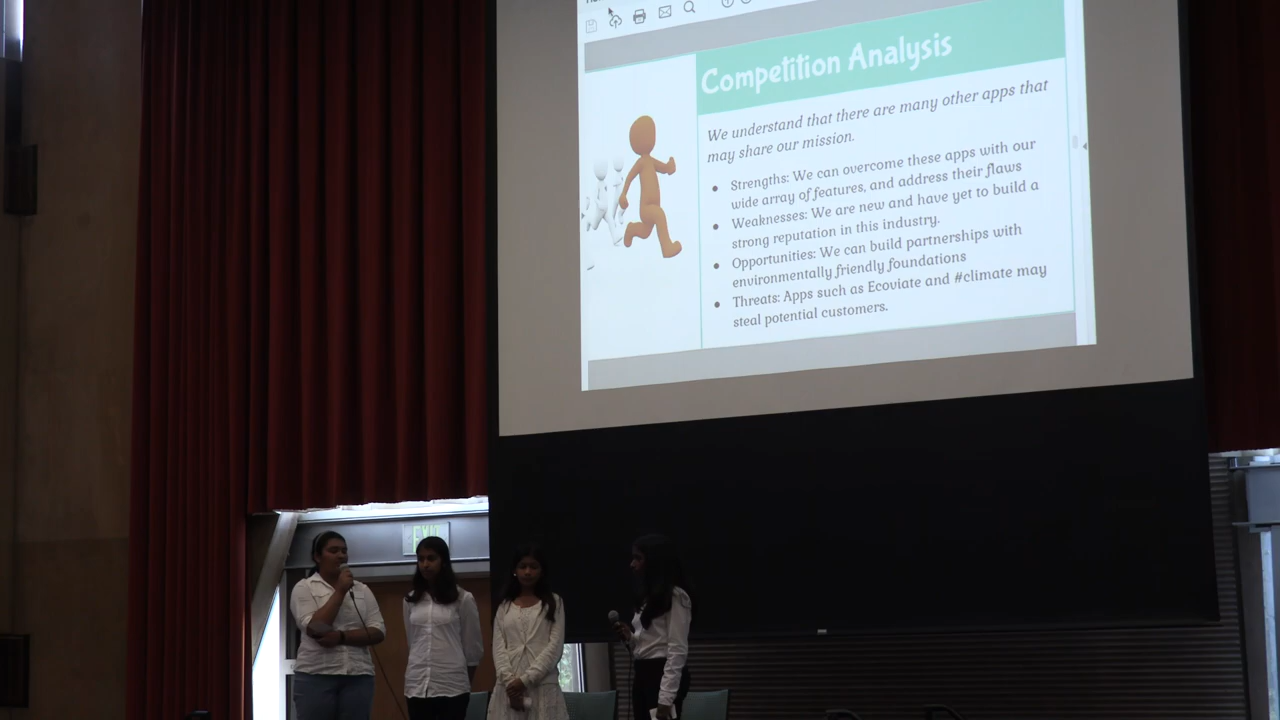 Competition Analysis
We understand that there are many other apps that
may share our mission.
• Strengths: We can overcome these apps with our
wide array of features, and address their flaws
• Weaknesses: We are new and have yet to build a
strong reputation in this industry.
• Opportunities: We can build partnerships with
environmentally friendly foundations
• Threats: Apps such as Ecoviate and #climate may
steal potential customers.
EXIT